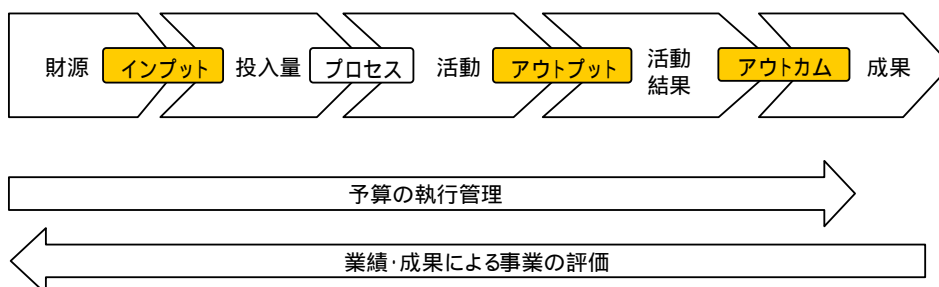 財源
インプット
投入量
プロセス
活動
アウトプット
活動
結果
アウトカム
成果
予算の執行管理
業績・成果による事業の評価